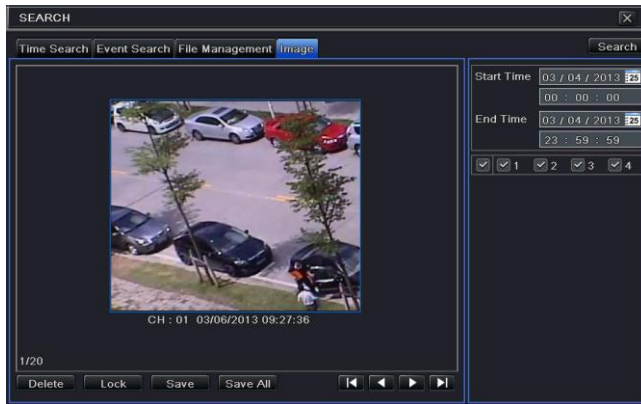 SEARCH
Time Search Event Search File Management Image
Search
Start Time 03 / 04 / 2013 25
00 : 00 : 00
End Time 03 / 04 / 2013 25
23 : 59 : 59
1 2 3 4
CH : 01 03/06/2013 09:27:36
1/20
Delete Lock Save Save All